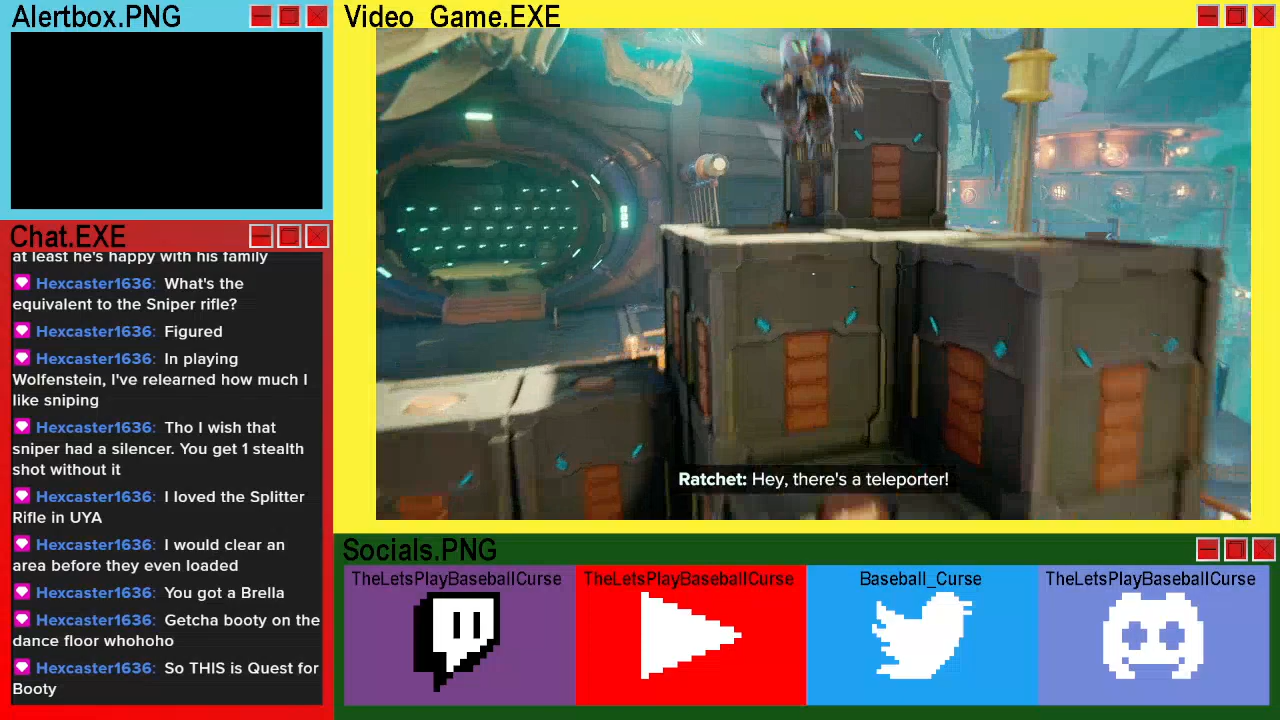 Alertbox.PNG
Video Game.EXE
Chat.EXE
at least he's happy with his family
Hexcaster1636: What's the
equivalent to the Sniper rifle?
Hexcaster1636: Figured
Hexcaster1636: In playing
Wolfenstein, I've relearned how much I
like sniping
Hexcaster1636: Tho I wish that
sniper had a silencer. You get 1 stealth
shot without it
Hexcaster1636: I loved the Splitter
Rifle in UYA
Hexcaster1636: I would clear an
area before they even loaded
Hexcaster1636: You got a Brella
Hexcaster1636: Getcha booty on the
dance floor whohoho
Hexcaster1636: So THIS is Quest for
Booty
Ratchet: Hey, there's a teleporter!
Socials.PNG
TheLetsPlayBaseballCurse
TheLetsPlayBaseballCurse
Baseball_Curse
TheLetsPlayBaseballCurse